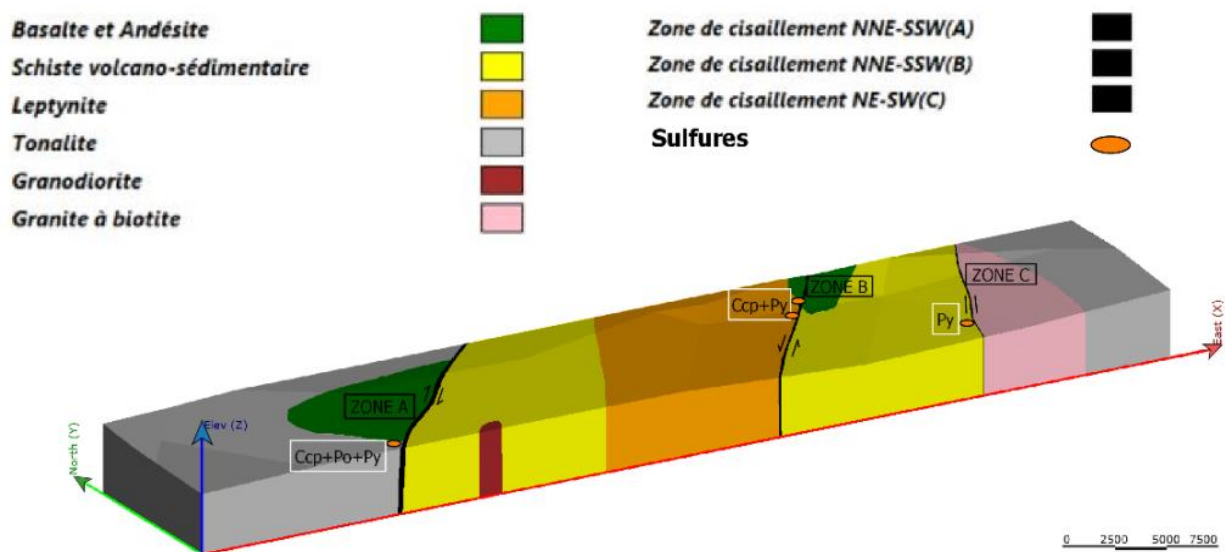 Basalte et Andésite
Schiste volcano-sédimentaire
Leptynite
Tonalite
Granodiorite
Granite à biotite
Zone de cisaillement NNE-SSW(A)
Zone de cisaillement NNE-SSW(B)
Zone de cisaillement NE-SW(C)
Sulfures
ZONE A
Ccp+Po+Py
Ccp+Py
ZONE B
ZONE C
Py
North (Y)
Elev (Z)
East (X)
0 2500 5000 7500